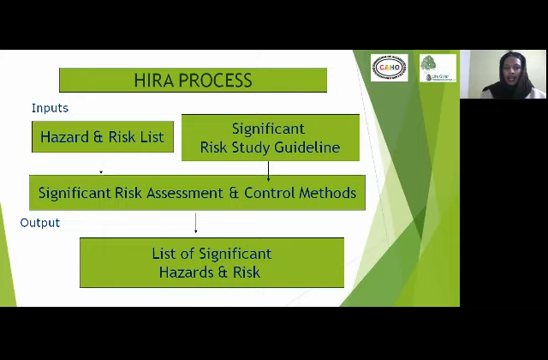 HIRA PROCESS
CAHO
Inputs
Hazard & Risk List
Significant
Risk Study Guideline
Significant Risk Assessment & Control Methods
Output
List of Significant
Hazards & Risk